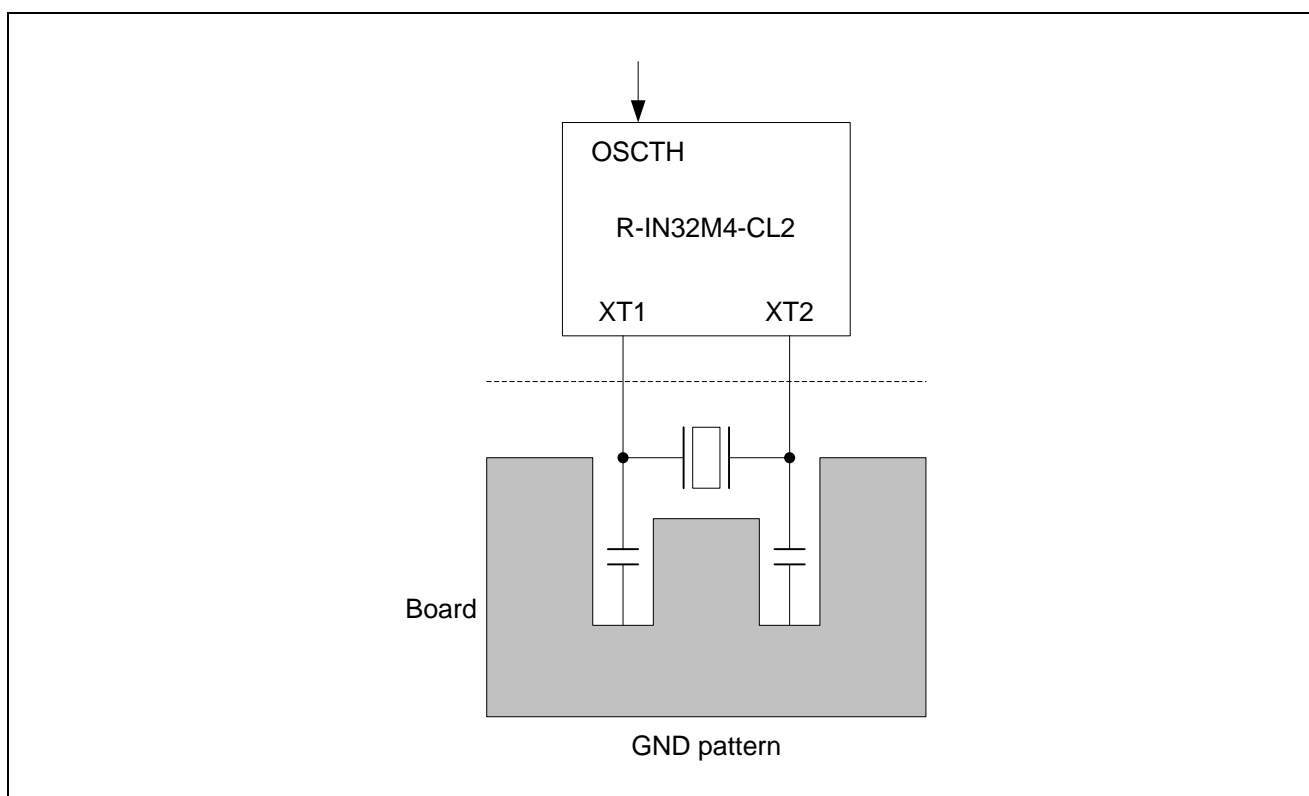 OSCTH
R-IN32M4-CL2
XT1 XT2
Board
GND pattern